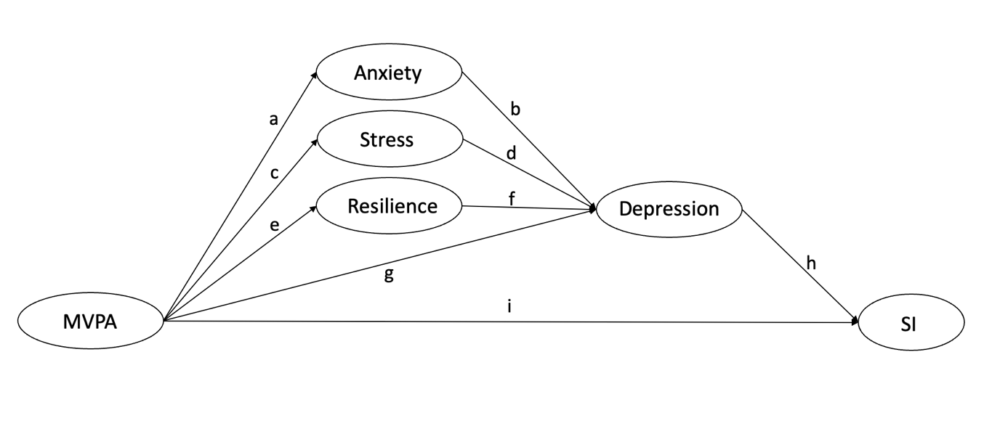 Anxiety
a
b
Stress
d
c
Resilience
f
e
Depression
g
h
i
MVPA
SI